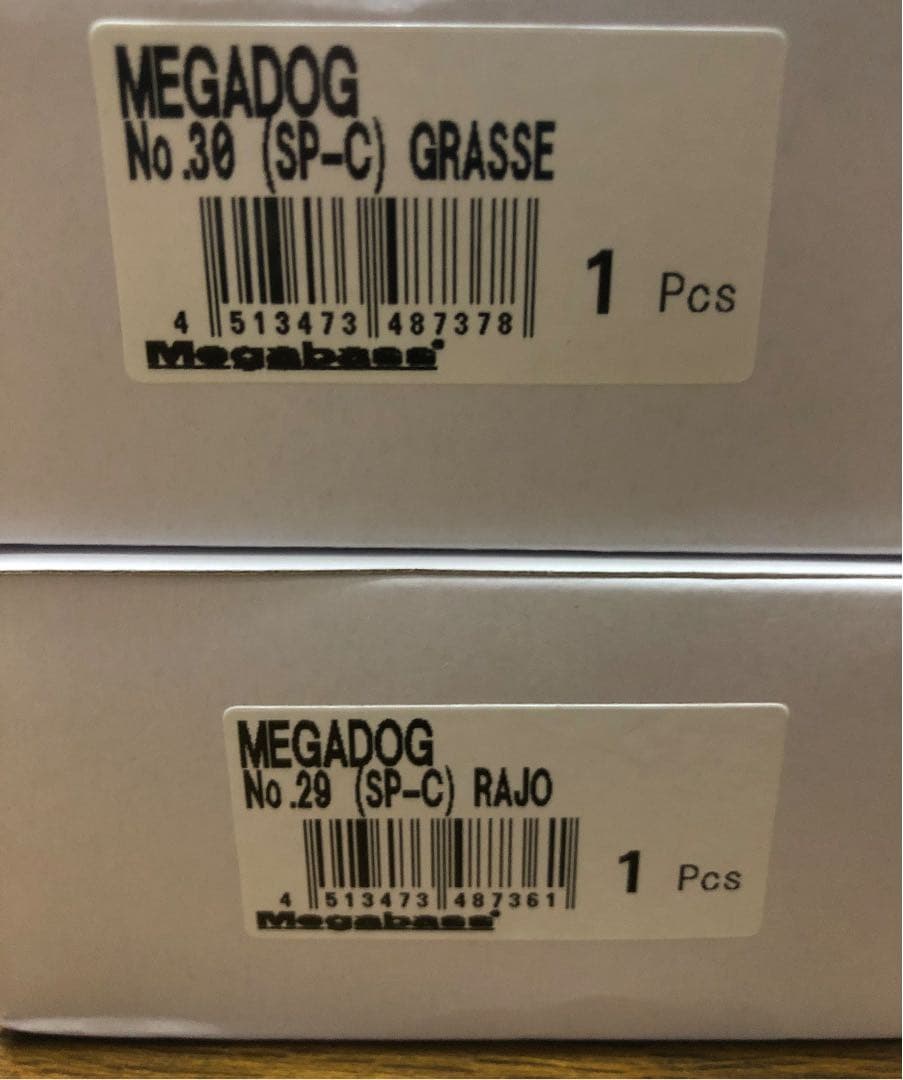 MEGADOG
No.30 (SP-C) GRASSE
1 Pcs
4 513473 487378
Megabass
MEGADOG
No.29 (SP-C) RAJO
1 Pcs
4 513473 487361
Megabass